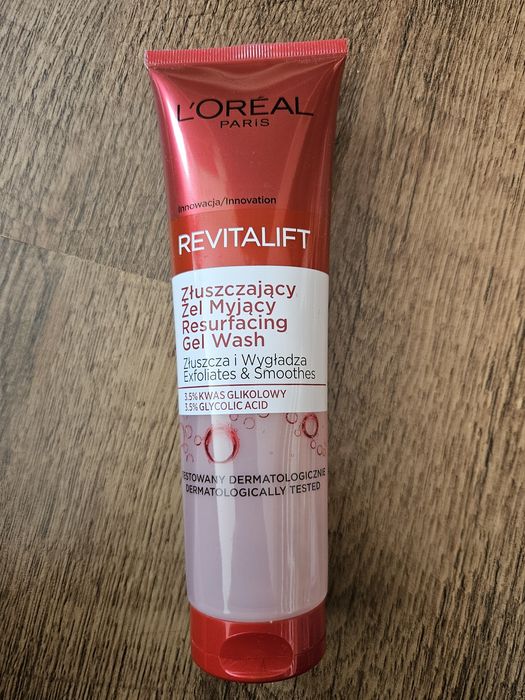 L'ORÉAL
PARIS
Innowacja/Innovation
REVITALIFT
Złuszczający
Żel Myjący
Resurfacing
Gel Wash
Złuszcza i Wygładza
Exfoliates & Smoothes
3.5% KWAS GLIKOLOWY
3.5% GLYCOLIC ACID
TESTOWANY DERMATOLOGICZNIE
DERMATOLOGICALLY TESTED